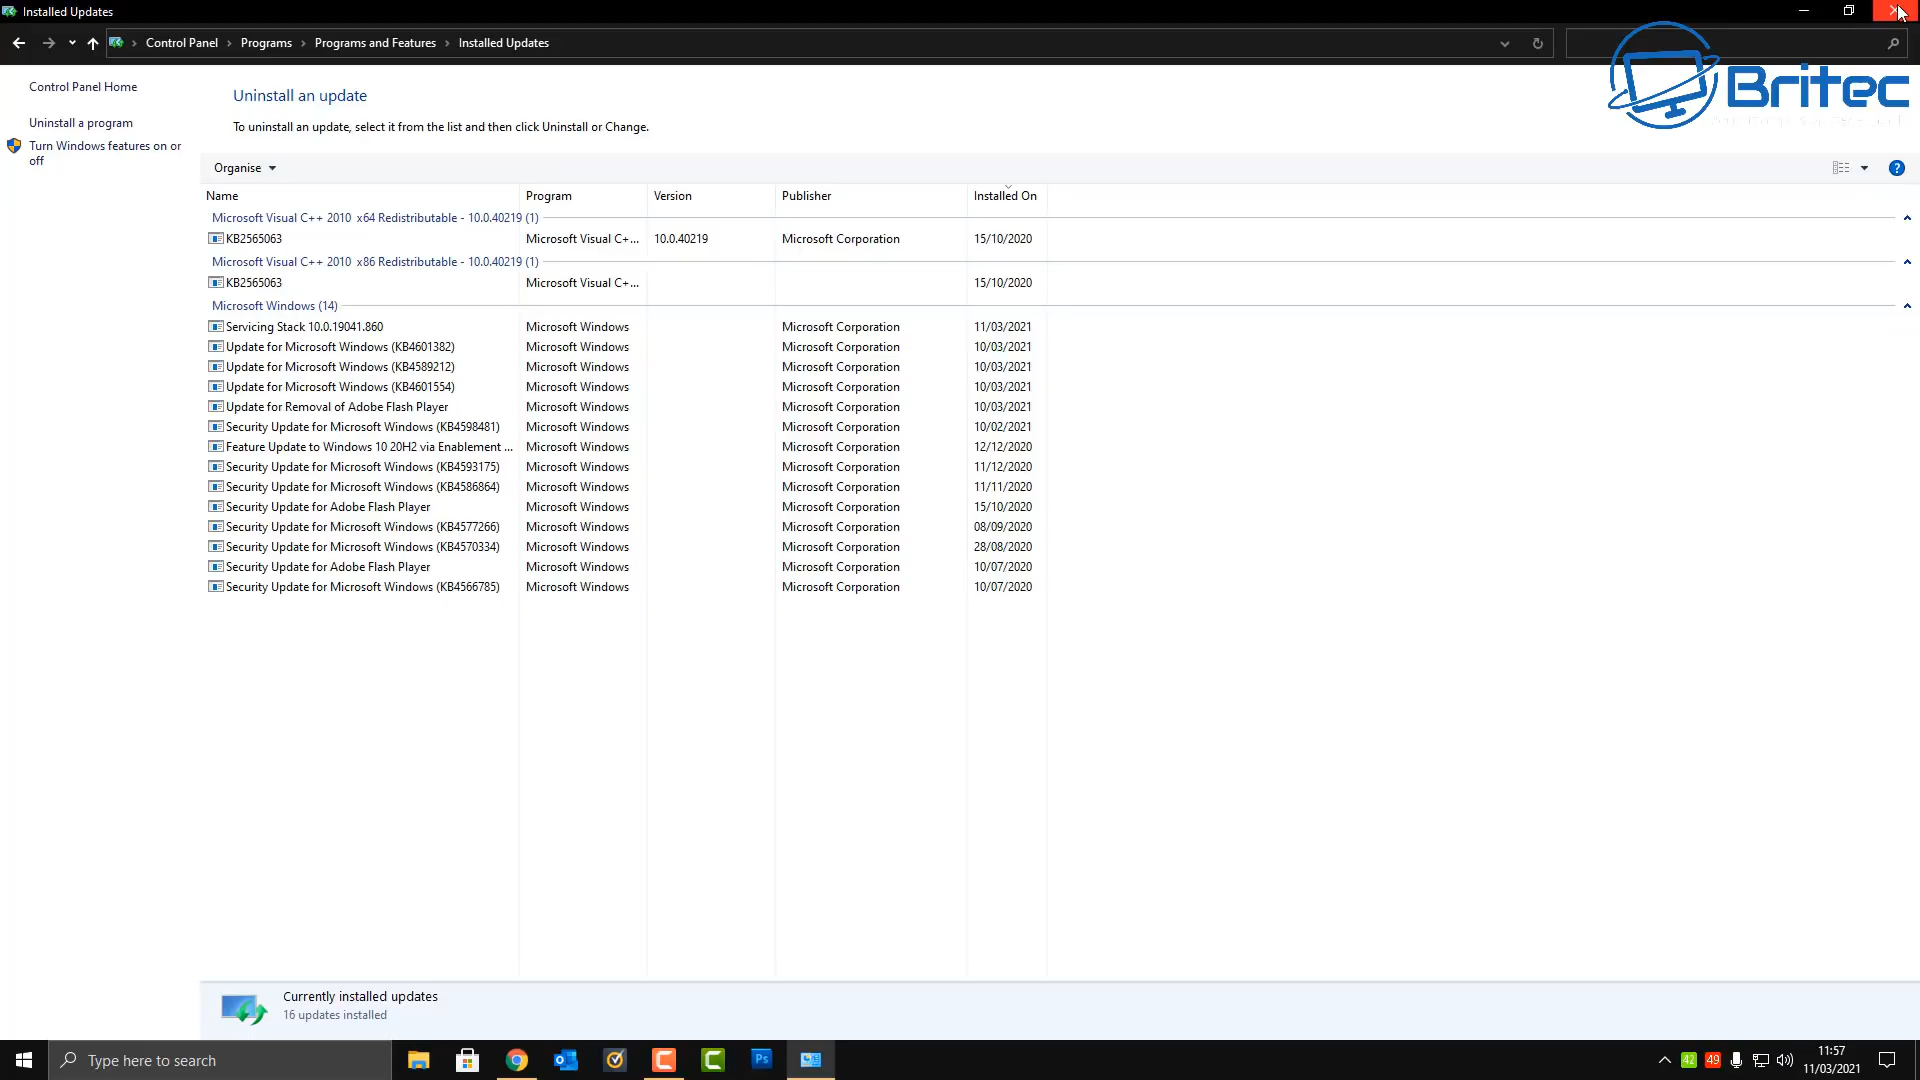 Installed Updates
Control Panel > Programs > Programs and Features > Installed Updates
Britec
Control Panel Home
Uninstall a program
Turn Windows features on or
off
Uninstall an update
To uninstall an update, select it from the list and then click Uninstall or Change.
Organise
Name Program Version Publisher Installed On
Microsoft Visual C++ 2010 x64 Redistributable - 10.0.40219 (1)
KB2565063 Microsoft Visual C+... 10.0.40219 Microsoft Corporation 15/10/2020
Microsoft Visual C++ 2010 x86 Redistributable - 10.0.40219 (1)
KB2565063 Microsoft Visual C+... 15/10/2020
Microsoft Windows (14)
Servicing Stack 10.0.19041.860 Microsoft Windows Microsoft Corporation 11/03/2021
Update for Microsoft Windows (KB4601382) Microsoft Windows Microsoft Corporation 10/03/2021
Update for Microsoft Windows (KB4589212) Microsoft Windows Microsoft Corporation 10/03/2021
Update for Microsoft Windows (KB4601554) Microsoft Windows Microsoft Corporation 10/03/2021
Update for Removal of Adobe Flash Player Microsoft Windows Microsoft Corporation 10/03/2021
Security Update for Microsoft Windows (KB4598481) Microsoft Windows Microsoft Corporation 10/02/2021
Feature Update to Windows 10 20H2 via Enablement ... Microsoft Windows Microsoft Corporation 12/12/2020
Security Update for Microsoft Windows (KB4593175) Microsoft Windows Microsoft Corporation 11/12/2020
Security Update for Microsoft Windows (KB4586864) Microsoft Windows Microsoft Corporation 11/11/2020
Security Update for Adobe Flash Player Microsoft Windows Microsoft Corporation 15/10/2020
Security Update for Microsoft Windows (KB4577266) Microsoft Windows Microsoft Corporation 08/09/2020
Security Update for Microsoft Windows (KB4570334) Microsoft Windows Microsoft Corporation 28/08/2020
Security Update for Adobe Flash Player Microsoft Windows Microsoft Corporation 10/07/2020
Security Update for Microsoft Windows (KB4566785) Microsoft Windows Microsoft Corporation 10/07/2020
Currently installed updates
16 updates installed
Type here to search
Ps
42 49
11:57
11/03/2021